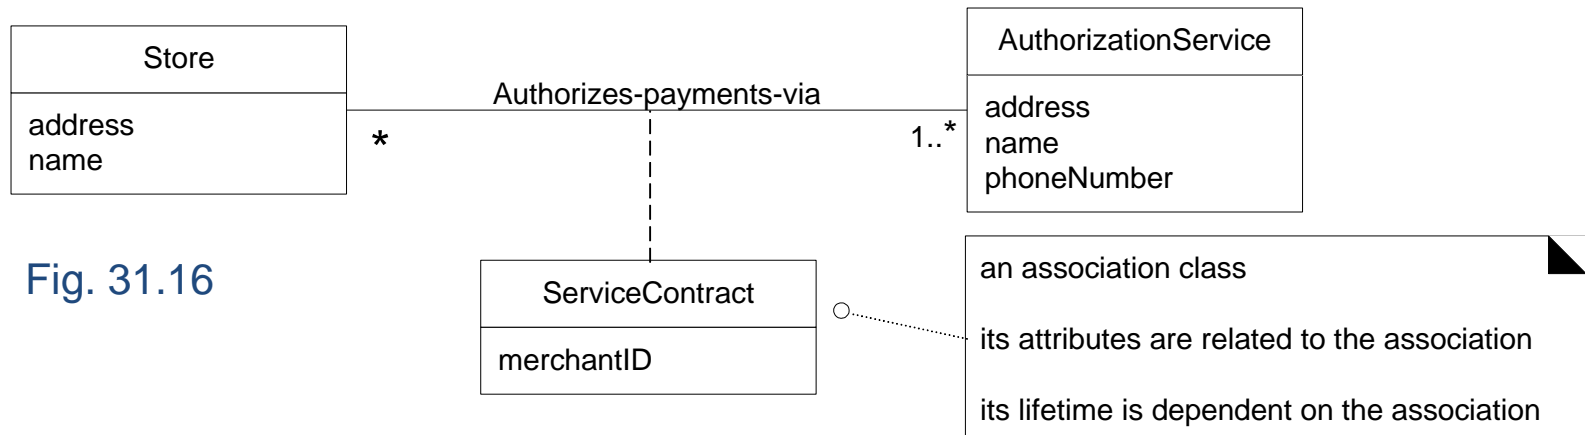 Store
address
name
Authorizes-payments-via
*
1..*
AuthorizationService
address
name
phoneNumber
Fig. 31.16
ServiceContract
merchantID
an association class
its attributes are related to the association
its lifetime is dependent on the association